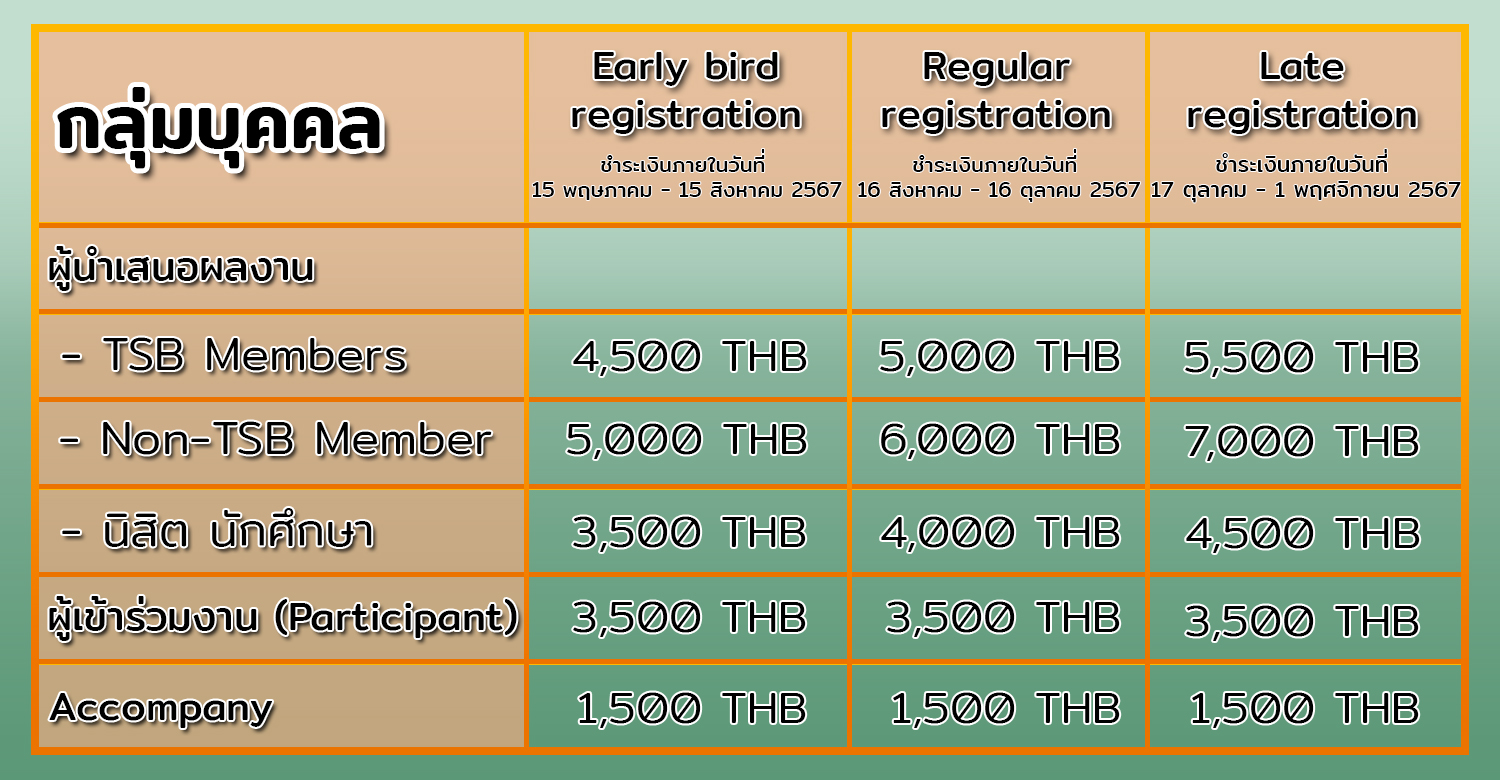 กลุ่มบุคคล
Early bird
registration
ชำระเงินภายในวันที่
15 พฤษภาคม - 15 สิงหาคม 2567
Regular
registration
ชำระเงินภายในวันที่
16 สิงหาคม - 16 ตุลาคม 2567
Late
registration
ชำระเงินภายในวันที่
17 ตุลาคม - 1 พฤศจิกายน 2567
ผู้นำเสนอผลงาน
- TSB Members 4,500 THB 5,000 THB 5,500 THB
- Non-TSB Member 5,000 THB 6,000 THB 7,000 THB
- นิสิต นักศึกษา 3,500 THB 4,000 THB 4,500 THB
ผู้เข้าร่วมงาน (Participant) 3,500 THB 3,500 THB 3,500 THB
Accompany 1,500 THB 1,500 THB 1,500 THB